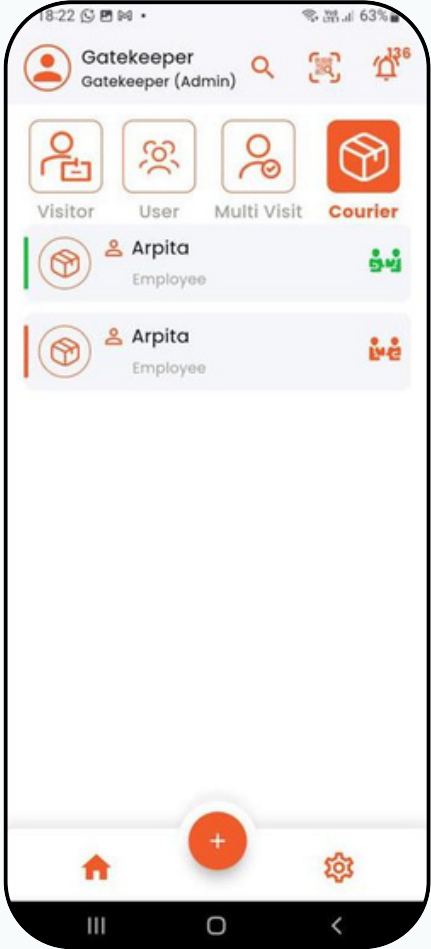 18:22 63%
Gatekeeper
Gatekeeper (Admin)
136
Visitor User Multi Visit Courier
Arpita
Employee
Arpita
Employee